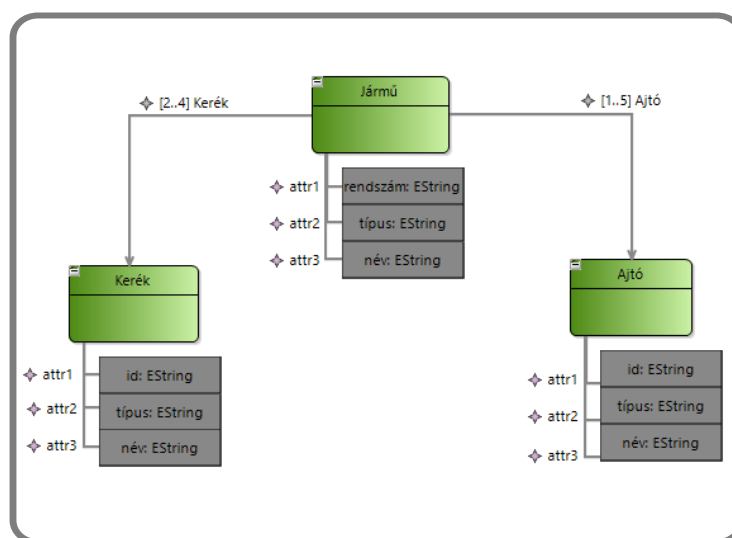 Jármű
[2..4] Kerék
[1..5] Ajtó
attr1 rendszám: EString
attr2 típus: EString
attr3 név: EString
Kerék
attr1 id: EString
attr2 típus: EString
attr3 név: EString
Ajtó
attr1 id: EString
attr2 típus: EString
attr3 név: EString